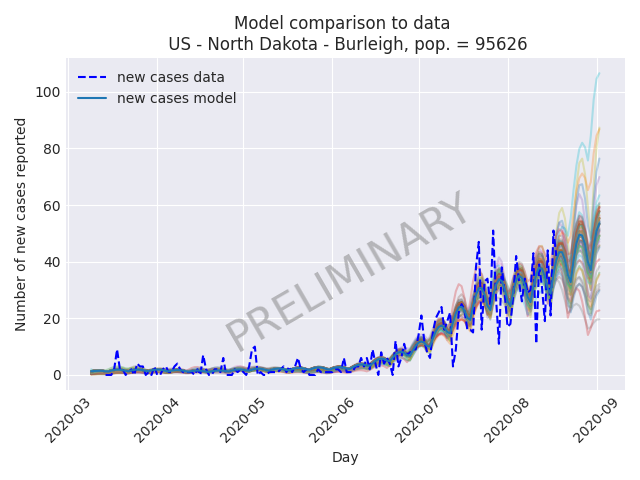 Model comparison to data
US - North Dakota - Burleigh, pop. = 95626
new cases data
new cases model
Number of new cases reported
100
80
60
40
20
0
PRELIMINARY
2020-03
2020-04
2020-05
2020-06
2020-07
2020-08
2020-09
Day